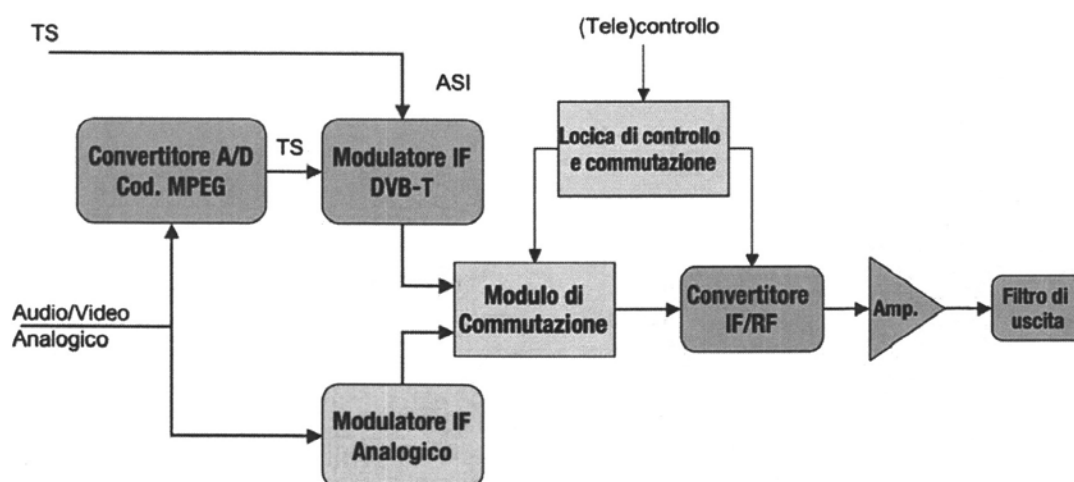 TS
(Tele)controllo
ASI
Locica di controllo
e commutazione
Convertitore A/D
Cod. MPEG
TS
Modulatore IF
DVB-T
Audio/Video
Analogico
Modulo di
Commutazione
Convertitore
IF/RF
Amp.
Filtro di
uscita
Modulatore IF
Analogico